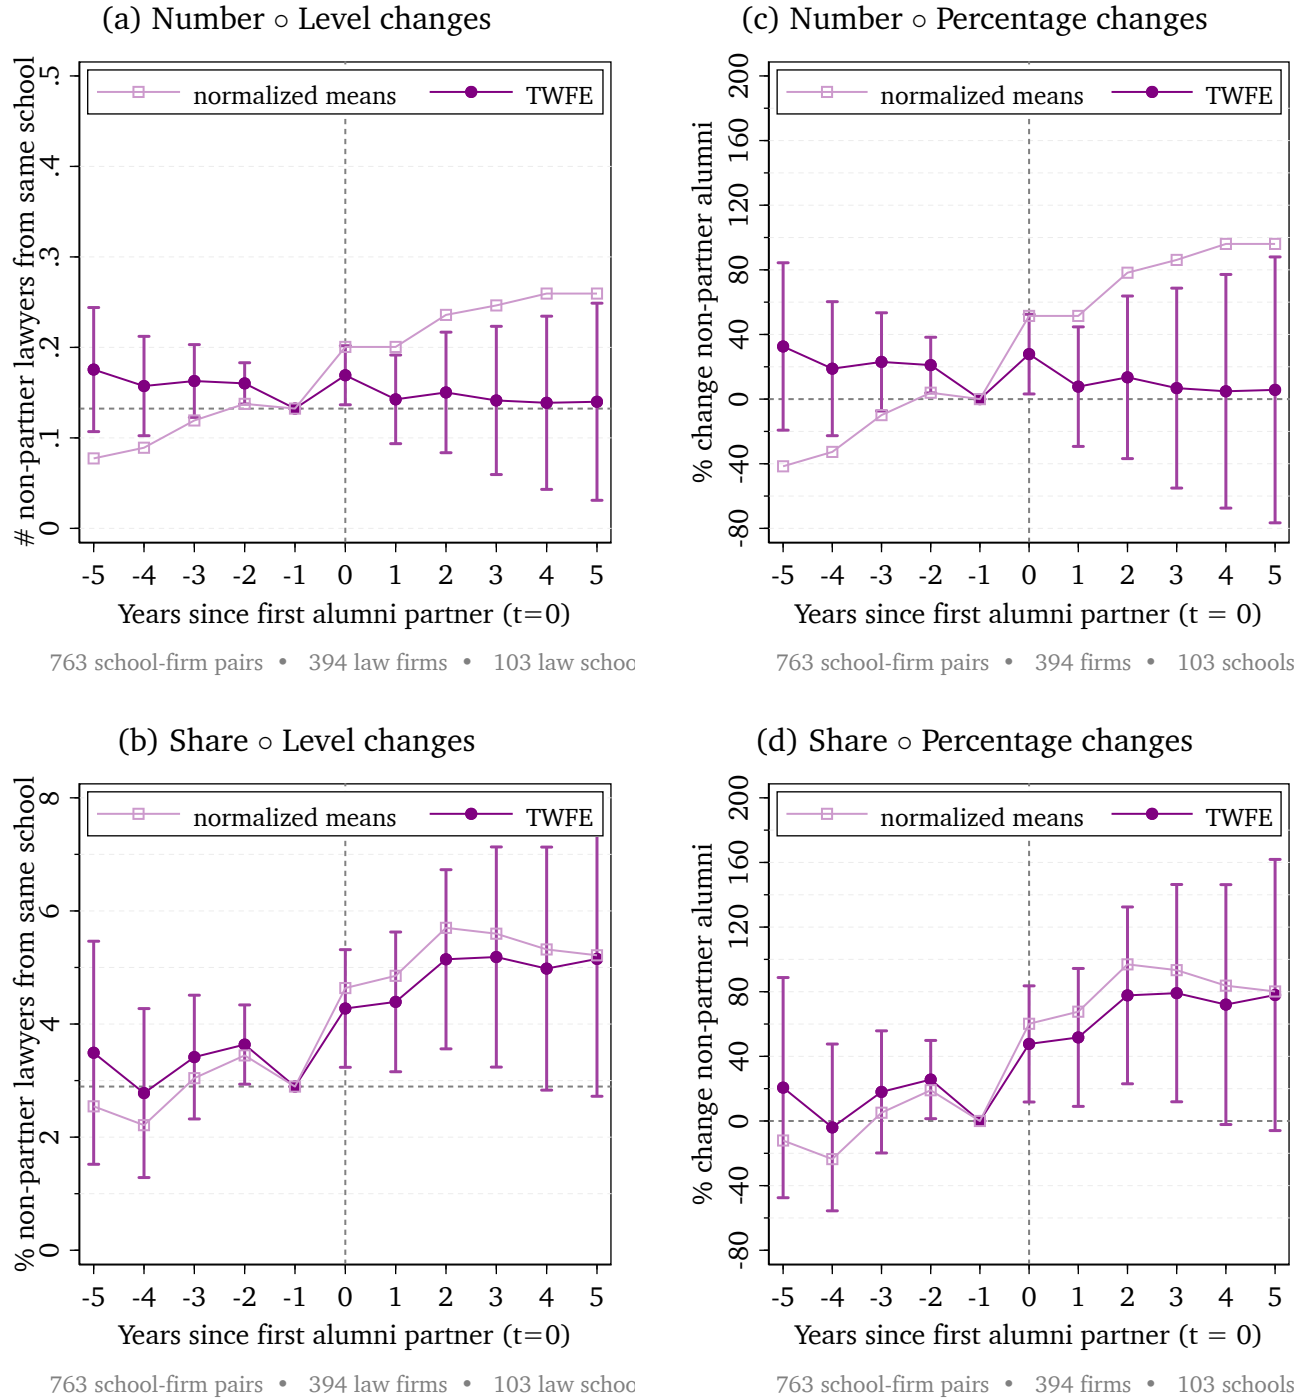 (a) Number ∘ Level changes
# non-partner lawyers from same school
.5
.4
.3
.2
.1
0
normalized means TWFE
-5 -4 -3 -2 -1 0 1 2 3 4 5
Years since first alumni partner (t=0)
763 school-firm pairs • 394 law firms • 103 law schoo
(c) Number ∘ Percentage changes
% change non-partner alumni
200
160
120
80
40
0
-40
-80
normalized means TWFE
-5 -4 -3 -2 -1 0 1 2 3 4 5
Years since first alumni partner (t = 0)
763 school-firm pairs • 394 firms • 103 schools
(b) Share ∘ Level changes
% non-partner lawyers from same school
8
6
4
2
0
normalized means TWFE
-5 -4 -3 -2 -1 0 1 2 3 4 5
Years since first alumni partner (t=0)
763 school-firm pairs • 394 law firms • 103 law schoo
(d) Share ∘ Percentage changes
% change non-partner alumni
200
160
120
80
40
0
-40
-80
normalized means TWFE
-5 -4 -3 -2 -1 0 1 2 3 4 5
Years since first alumni partner (t = 0)
763 school-firm pairs • 394 firms • 103 schools